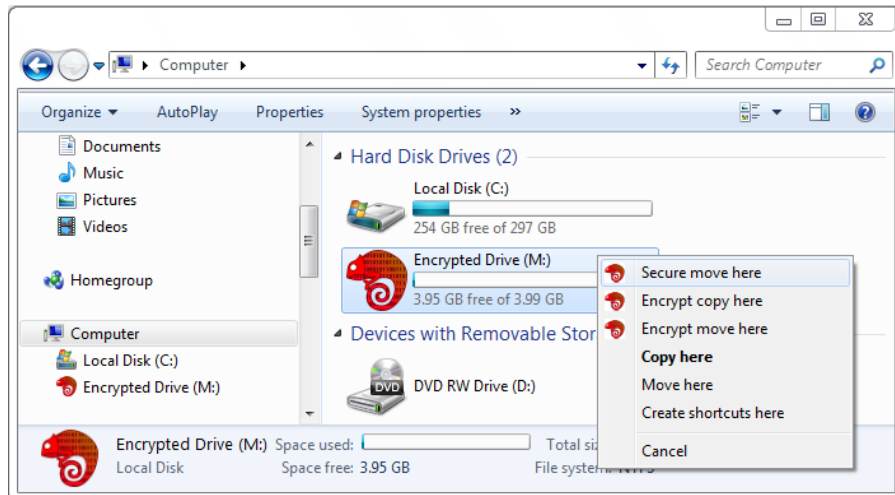 Computer
Search Computer
Organize AutoPlay Properties System properties »
Documents
Music
Pictures
Videos
Homegroup
Computer
Local Disk (C:)
Encrypted Drive (M:)
Hard Disk Drives (2)
Local Disk (C:)
254 GB free of 297 GB
Encrypted Drive (M:)
3.95 GB free of 3.99 GB
Devices with Removable Stor
DVD
DVD RW Drive (D:)
Secure move here
Encrypt copy here
Encrypt move here
Copy here
Move here
Create shortcuts here
Cancel
Encrypted Drive (M:) Space used: Total siz
Local Disk Space free: 3.95 GB File system: